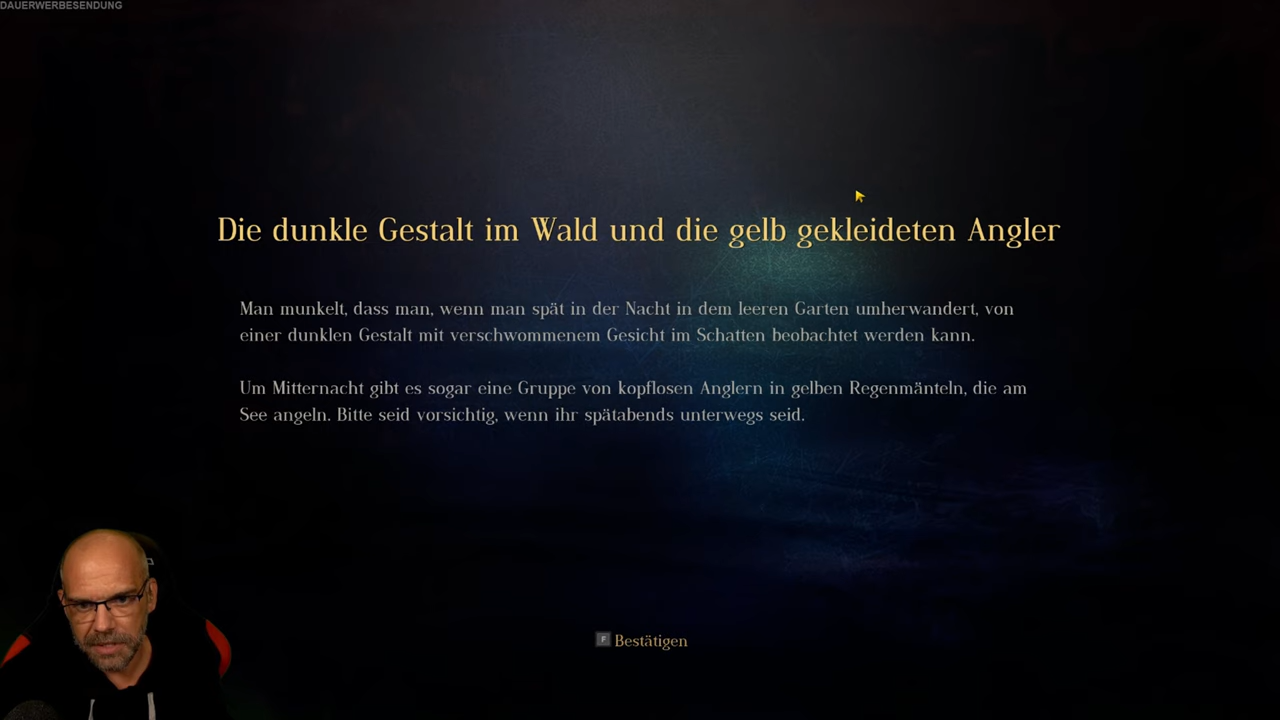 DAUERWERBESENDUNG
Die dunkle Gestalt im Wald und die gelb gekleideten Angler
Man munkelt, dass man, wenn man spät in der Nacht in dem leeren Garten umherwandert, von
einer dunklen Gestalt mit verschwommenem Gesicht im Schatten beobachtet werden kann.
Um Mitternacht gibt es sogar eine Gruppe von kopflosen Anglern in gelben Regenmänteln, die am
See angeln. Bitte seid vorsichtig, wenn ihr spätabends unterwegs seid.
F Bestätigen